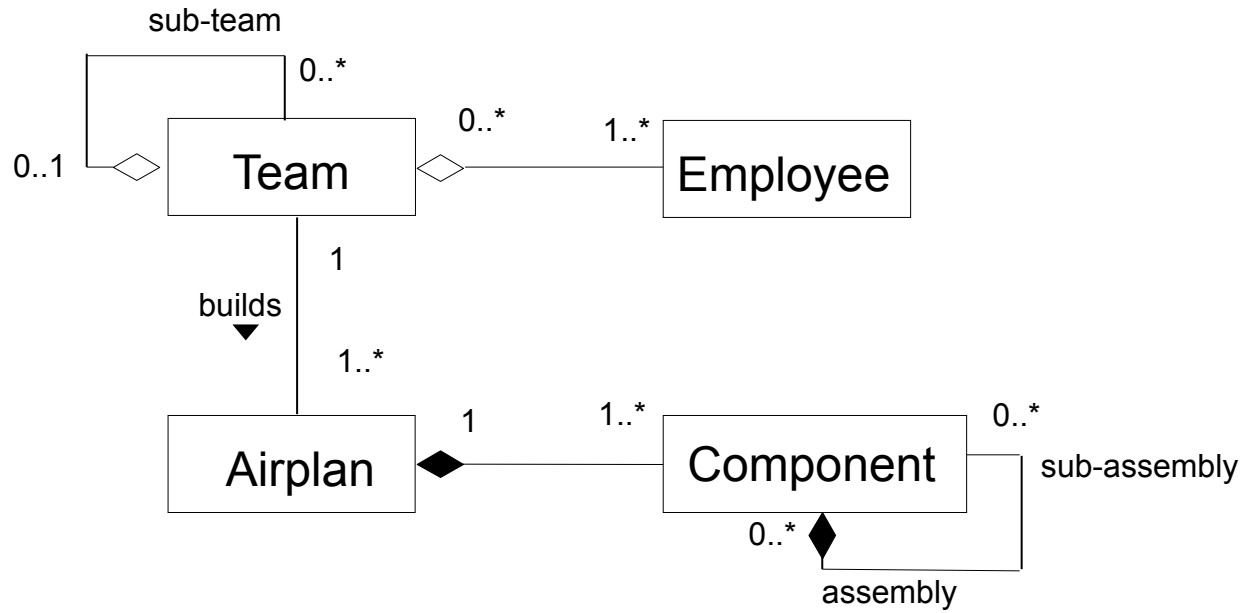 sub-team
0..*
0..*
1..*
0..1
Team
Employee
1
builds
1..*
1
1..*
0..*
Airplan
Component
sub-assembly
0..*
assembly